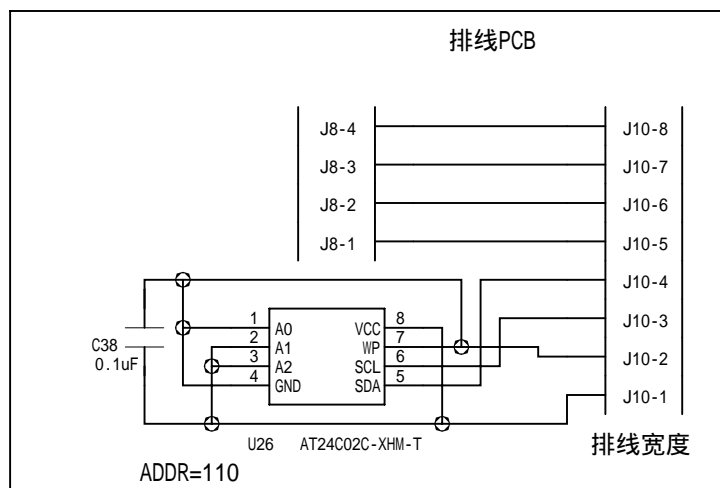 排线PCB
J8-4
J10-8
J8-3
J10-7
J8-2
J10-6
J8-1
J10-5
J10-4
1 A0 VCC 8
J10-3
2 A1 WP 7
C38
0.1uF
3 A2 SCL 6
J10-2
4 GND SDA 5
J10-1
U26 AT24C02C-XHM-T
排线宽度
ADDR=110